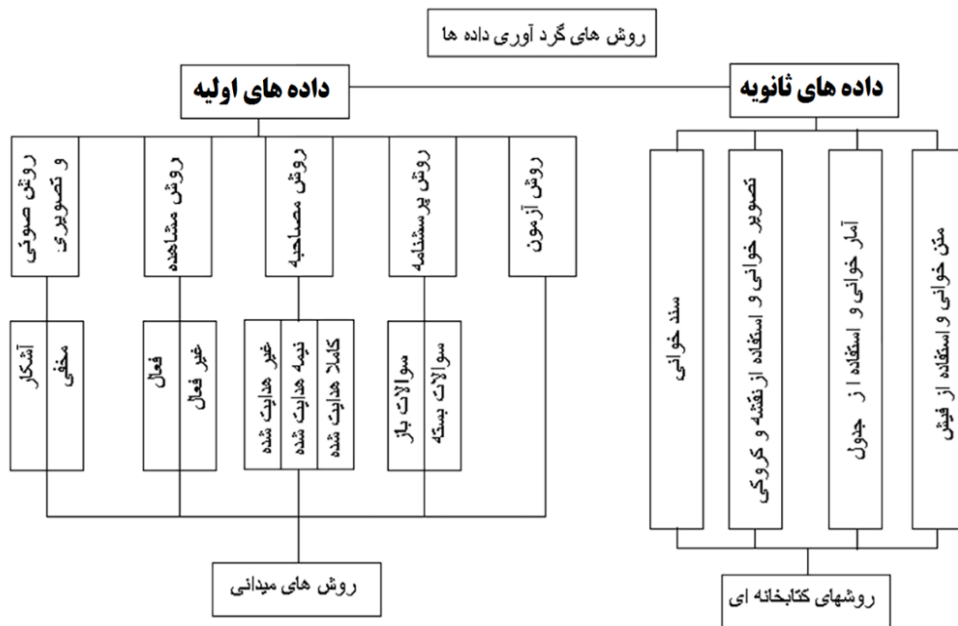 روش های گرد آوری داده ها
داده های ثانویه
داده های اولیه
متن خوانی و استفاده از فیش
آمار خوانی و استفاده از جدول
تصویر خوانی و استفاده از نقشه و کروکی
سند خوانی
روش آزمون
روش پرسشنامه
روش مصاحبه
روش مشاهده
روش صوتی
و تصویری
سوالات باز
سوالات بسته
غیر هدایت شده
نیمه هدایت شده
کاملا هدایت شده
فعال
غیر فعال
آشکار
مخفی
روشهای کتابخانه ای
روش های میدانی